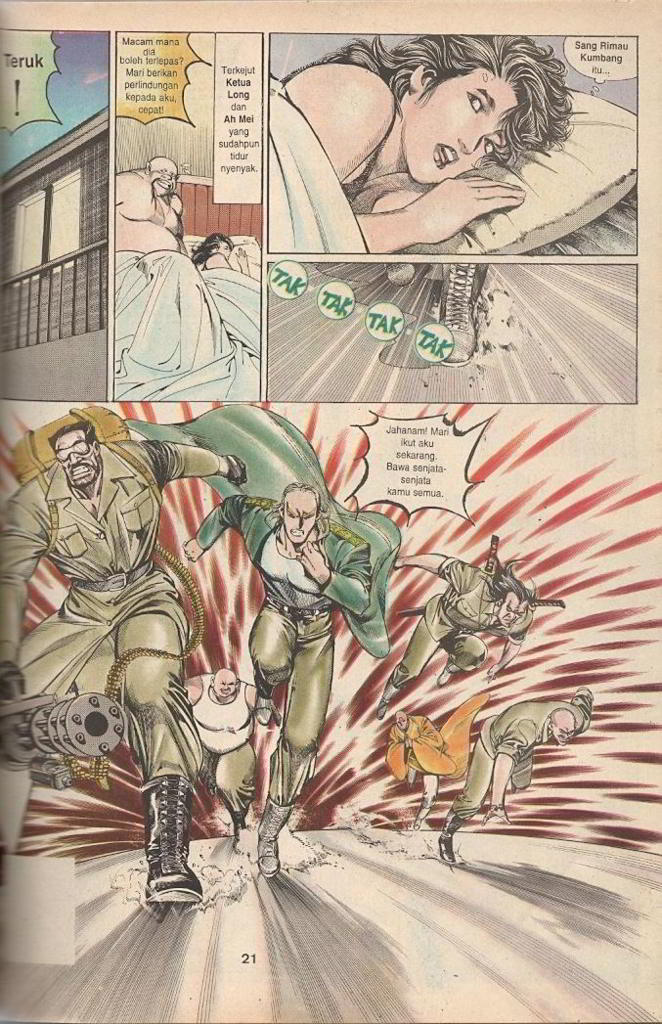 Teruk
!
Macam mana
dia
boleh terlepas?
Mari berikan
perlindungan
kepada aku,
cepat!
Terkejut
Ketua
Long
dan
Ah Mei
yang
sudahpun
tidur
nyenyak.
Sang Rimau
Kumbang
itu...
TAK
TAK
TAK
TAK
Jahanam! Mari
ikut aku
sekarang.
Bawa senjata-
senjata
kamu semua.
21